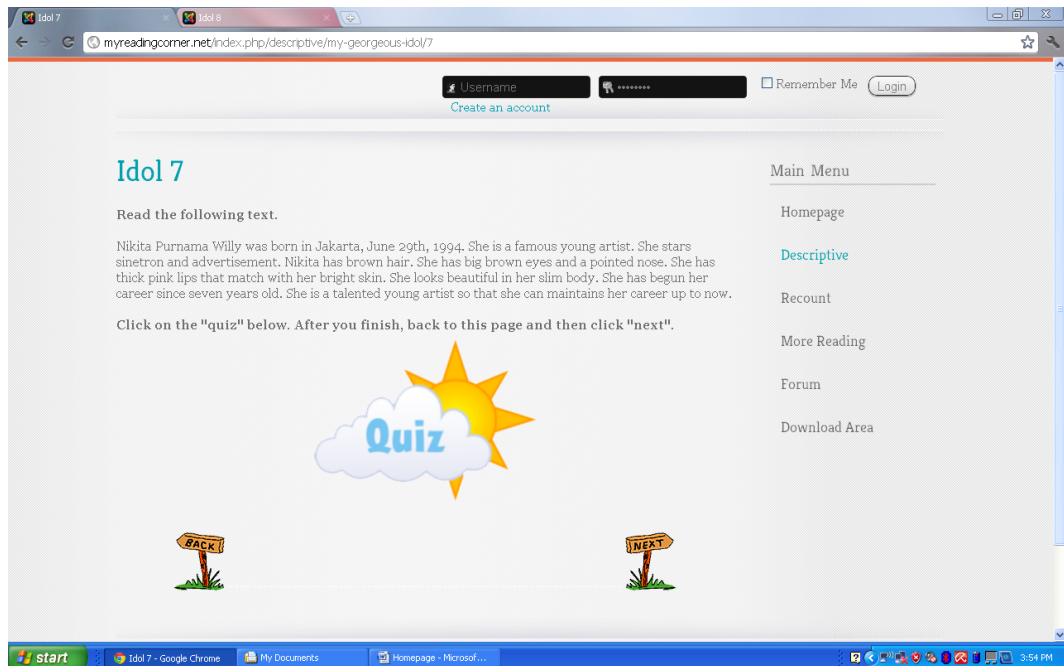 Idol 7
Idol 8
myreadingcorner.net/index.php/descriptive/my-georgeous-idol/7
Username
Remember Me
Login
Create an account
Idol 7
Read the following text.
Nikita Purnama Willy was born in Jakarta, June 29th, 1994. She is a famous young artist. She stars
sinetron and advertisement. Nikita has brown hair. She has big brown eyes and a pointed nose. She has
thick pink lips that match with her bright skin. She looks beautiful in her slim body. She has begun her
career since seven years old. She is a talented young artist so that she can maintains her career up to now.
Click on the "quiz" below. After you finish, back to this page and then click "next".
Quiz
BACK
NEXT
Main Menu
Homepage
Descriptive
Recount
More Reading
Forum
Download Area
start
Idol 7 - Google Chrome
My Documents
Homepage - Microsof...
3:54 PM